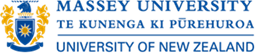 MASSEY UNIVERSITY
TE KUNENGA KI PŪREHUROA
UNIVERSITY OF NEW ZEALAND